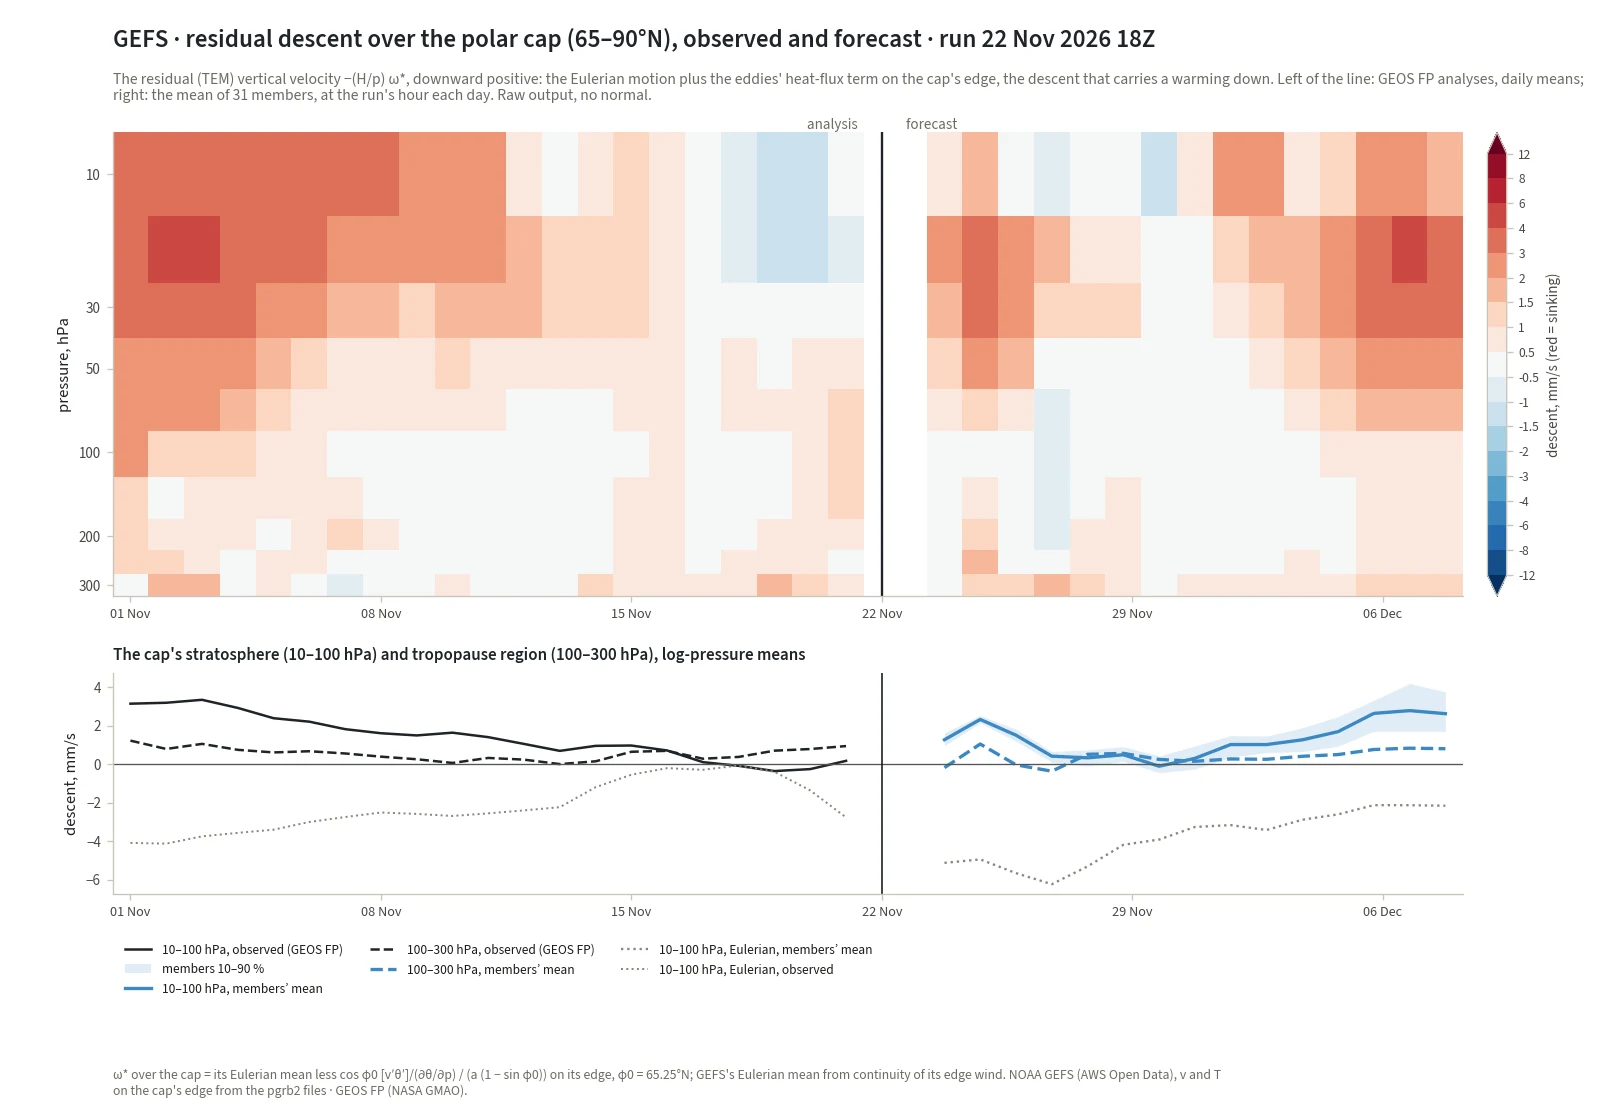 GEFS · residual descent over the polar cap (65–90°N), observed and forecast · run 22 Nov 2026 18Z
The residual (TEM) vertical velocity −(H/p) ω*, downward positive: the Eulerian motion plus the eddies' heat-flux term on the cap's edge, the descent that carries a warming down. Left of the line: GEOS FP analyses, daily means;
right: the mean of 31 members, at the run's hour each day. Raw output, no normal.
analysis
forecast
pressure, hPa
10
30
50
100
200
300
01 Nov
08 Nov
15 Nov
22 Nov
29 Nov
06 Dec
12
8
6
4
3
2
1.5
1
0.5
-0.5
-1
-1.5
-2
-3
-4
-6
-8
-12
descent, mm/s (red = sinking)
The cap's stratosphere (10–100 hPa) and tropopause region (100–300 hPa), log-pressure means
descent, mm/s
4
2
0
−2
−4
−6
01 Nov
08 Nov
15 Nov
22 Nov
29 Nov
06 Dec
10–100 hPa, observed (GEOS FP)
members 10–90 %
10–100 hPa, members’ mean
100–300 hPa, observed (GEOS FP)
100–300 hPa, members’ mean
10–100 hPa, Eulerian, members’ mean
10–100 hPa, Eulerian, observed
ω* over the cap = its Eulerian mean less cos φ0 [v′θ′]/(∂θ/∂p) / (a (1 − sin φ0)) on its edge, φ0 = 65.25°N; GEFS's Eulerian mean from continuity of its edge wind. NOAA GEFS (AWS Open Data), v and T
on the cap's edge from the pgrb2 files · GEOS FP (NASA GMAO).